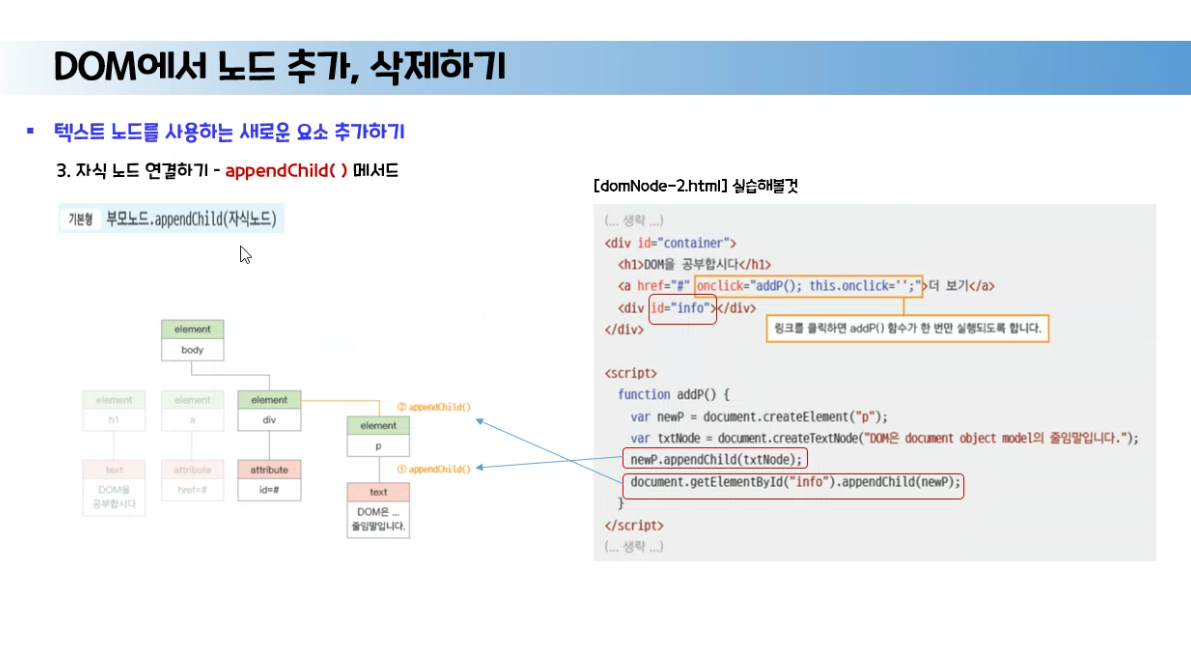 DOM에서 노드 추가, 삭제하기
▪ 텍스트 노드를 사용하는 새로운 요소 추가하기
3. 자식 노드 연결하기 - appendChild( ) 메서드
기본형 부모노드.appendChild(자식노드)
element
body
element
h1
element
a
element
div
② appendChild()
element
p
① appendChild()
text
DOM을
공부합시다
attribute
href=#
attribute
id=#
text
DOM은 ...
줄임말입니다.
[domNode-2.html] 실습해볼것
(... 생략 ...)
<div id="container">
<h1>DOM을 공부합시다</h1>
<a href="#" onclick="addP(); this.onclick='';">더 보기</a>
<div id="info"></div>
</div>
링크를 클릭하면 addP() 함수가 한 번만 실행되도록 합니다.
<script>
function addP() {
var newP = document.createElement("p");
var txtNode = document.createTextNode("DOM은 document object model의 줄임말입니다.");
newP.appendChild(txtNode);
document.getElementById("info").appendChild(newP);
}
</script>
(... 생략 ...)